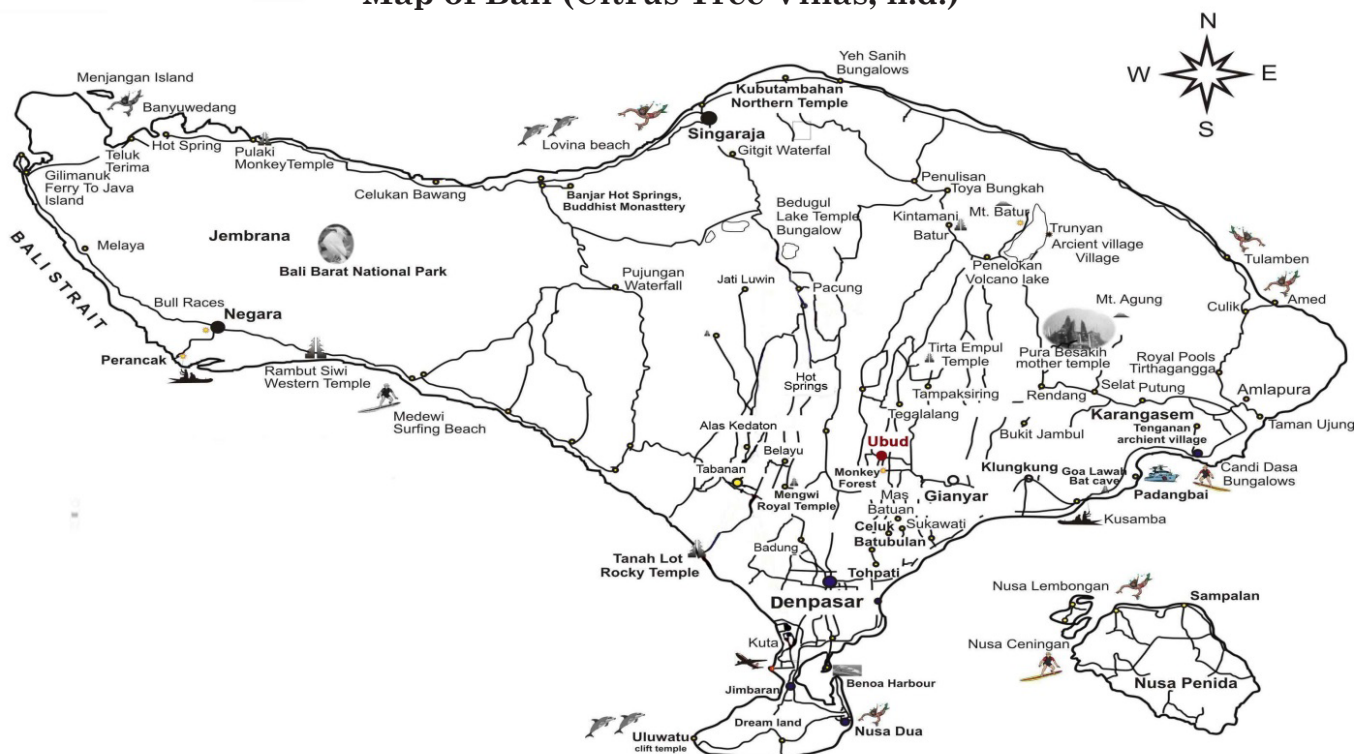 Map of Bali (Citrus Tree Villas, n.d.)
N
W
E
S
Menjangan Island
Banyuwedang
Hot Spring
Teluk
Terima
Pulaki
MonkeyTemple
Gilimanuk
Ferry To Java
Island
Celukan Bawang
Lovina beach
Singaraja
Kubutambahan
Northern Temple
Yeh Sanih
Bungalows
Gitgit Waterfal
Banjar Hot Springs,
Buddhist Monasttery
Penulisan
Toya Bungkah
Bedugul
Lake Temple
Bungalow
Kintamani
Batur
Mt. Batur
Trunyan
Arcient village
Village
Penelokan
Volcano lake
BALI STRAIT
Melaya
Jembrana
Bali Barat National Park
Pujungan
Waterfall
Jati Luwin
Pacung
Tulamben
Amed
Culik
Mt. Agung
Pura Besakih
mother temple
Royal Pools
Tirthagangga
Bull Races
Negara
Perancak
Rambut Siwi
Western Temple
Medewi
Surfing Beach
Hot
Springs
Tirta Empul
Temple
Tampaksiring
Tegalalang
Rendang
Selat
Putung
Amlapura
Karangasem
Tenganan
archient village
Taman Ujung
Bukit Jambul
Alas Kedaton
Belayu
Tabanan
Ubud
Monkey
Forest
Mengwi
Royal Temple
Gianyar
Klungkung
Goa Lawah
Bat cave
Padangbai
Candi Dasa
Bungalows
Kusamba
Mas
Batuan
Celuk
Sukawati
Batubulan
Tohpati
Badung
Tanah Lot
Rocky Temple
Denpasar
Kuta
Jimbaran
Benoa Harbour
Dream land
Uluwatu
clift temple
Nusa Dua
Nusa Lembongan
Nusa Ceningan
Sampalan
Nusa Penida